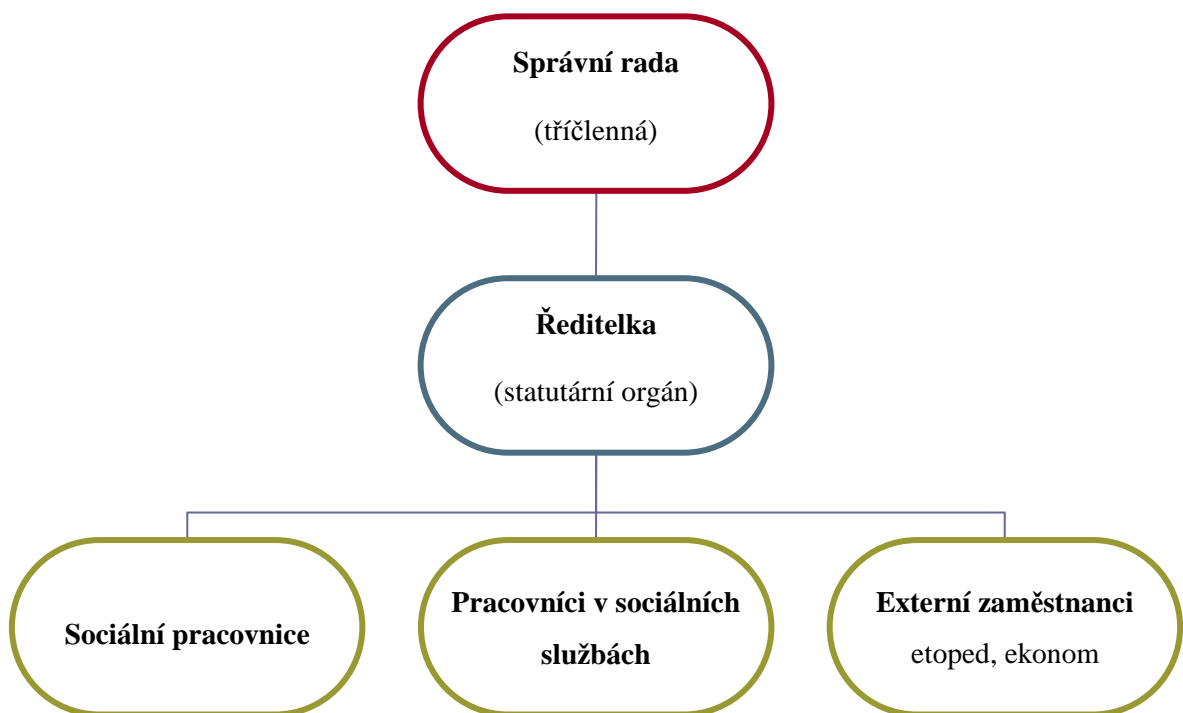 Správní rada
(tříčlenná)
Ředitelka
(statutární orgán)
Sociální pracovnice
Pracovníci v sociálních
službách
Externí zaměstnanci
etoped, ekonom